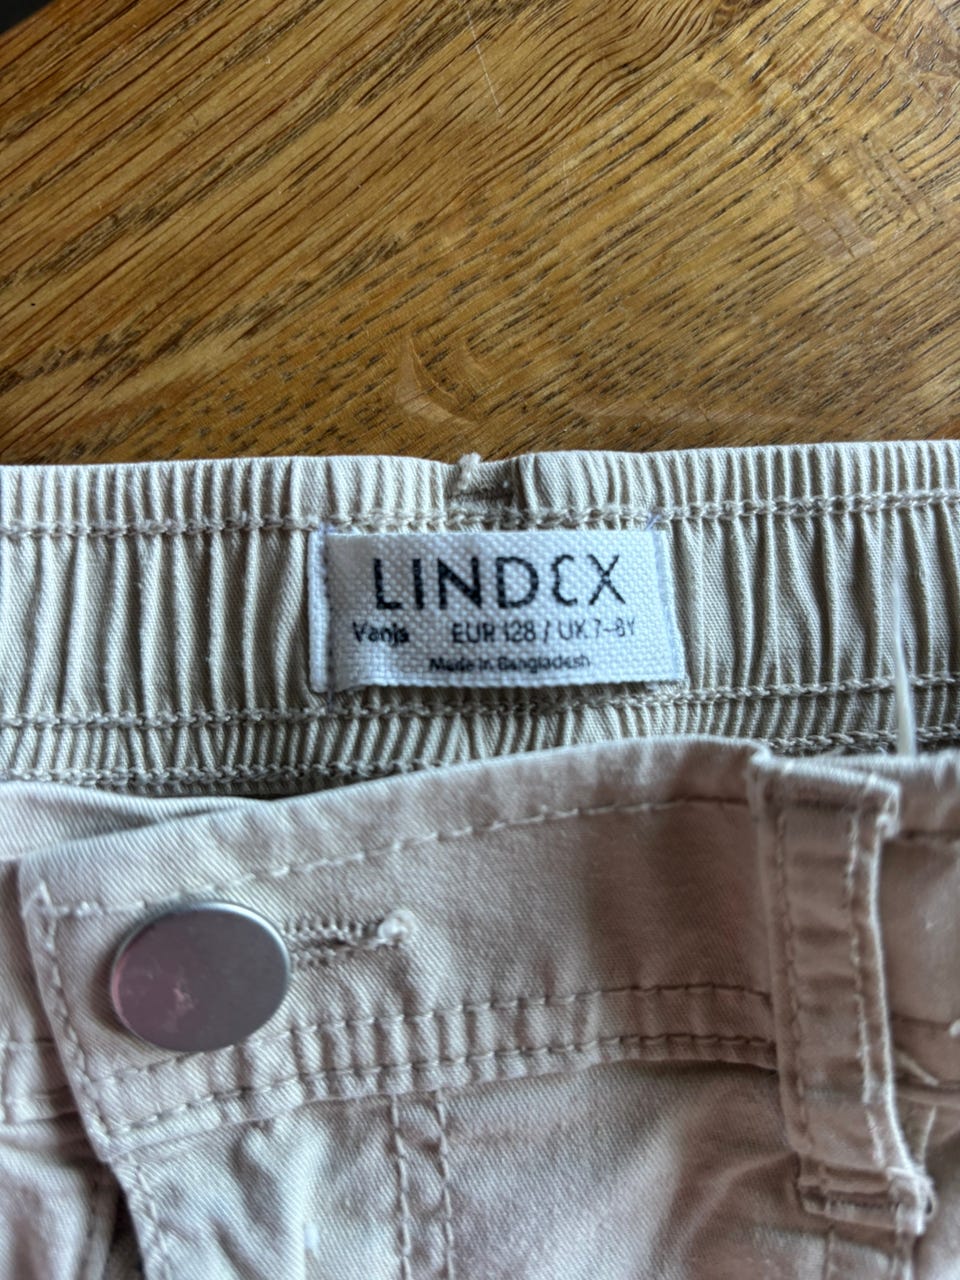 LINDEX
Vanja EUR 128 / UK 7-8Y
Made in Bangladesh